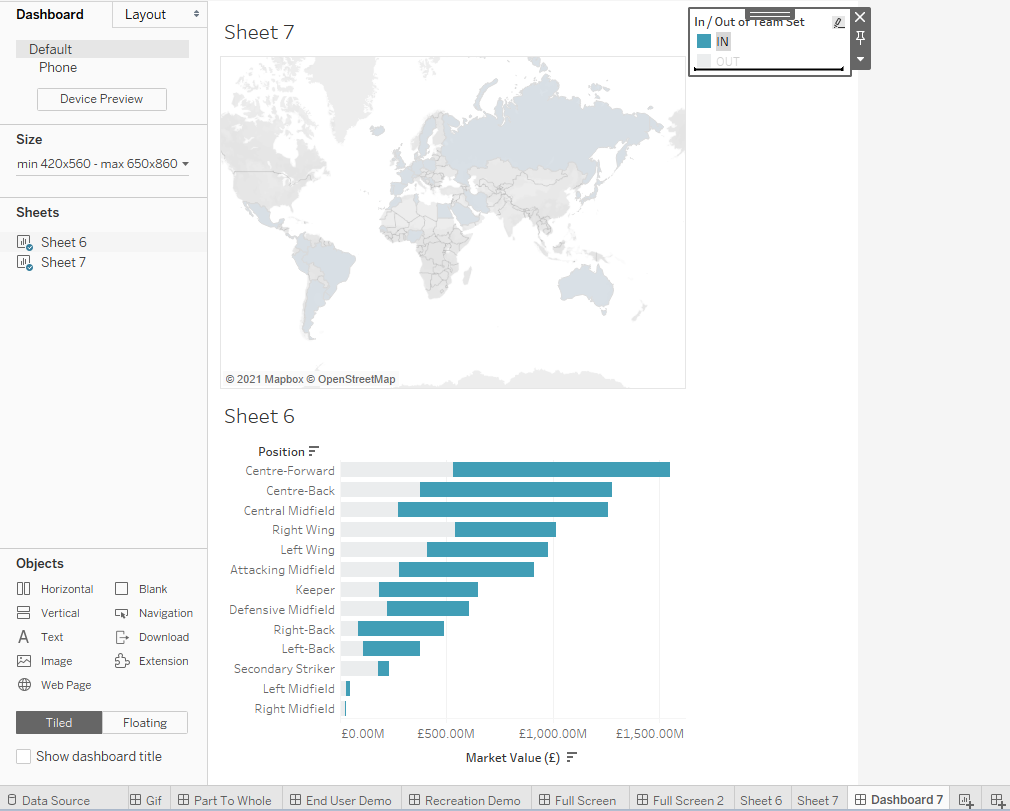 Dashboard
Layout
Default
Phone
Device Preview
Size
min 420x560 - max 650x860
Sheets
Sheet 6
Sheet 7
Objects
Horizontal
Blank
Vertical
Navigation
Text
Download
Image
Extension
Web Page
Tiled
Floating
Show dashboard title
Sheet 7
© 2021 Mapbox © OpenStreetMap
In / Out of Team Set
IN
OUT
Sheet 6
Position
Centre-Forward
Centre-Back
Central Midfield
Right Wing
Left Wing
Attacking Midfield
Keeper
Defensive Midfield
Right-Back
Left-Back
Secondary Striker
Left Midfield
Right Midfield
£0.00M £500.00M £1,000.00M £1,500.00M
Market Value (£)
Data Source Gif Part To Whole End User Demo Recreation Demo Full Screen Full Screen 2 Sheet 6 Sheet 7 Dashboard 7